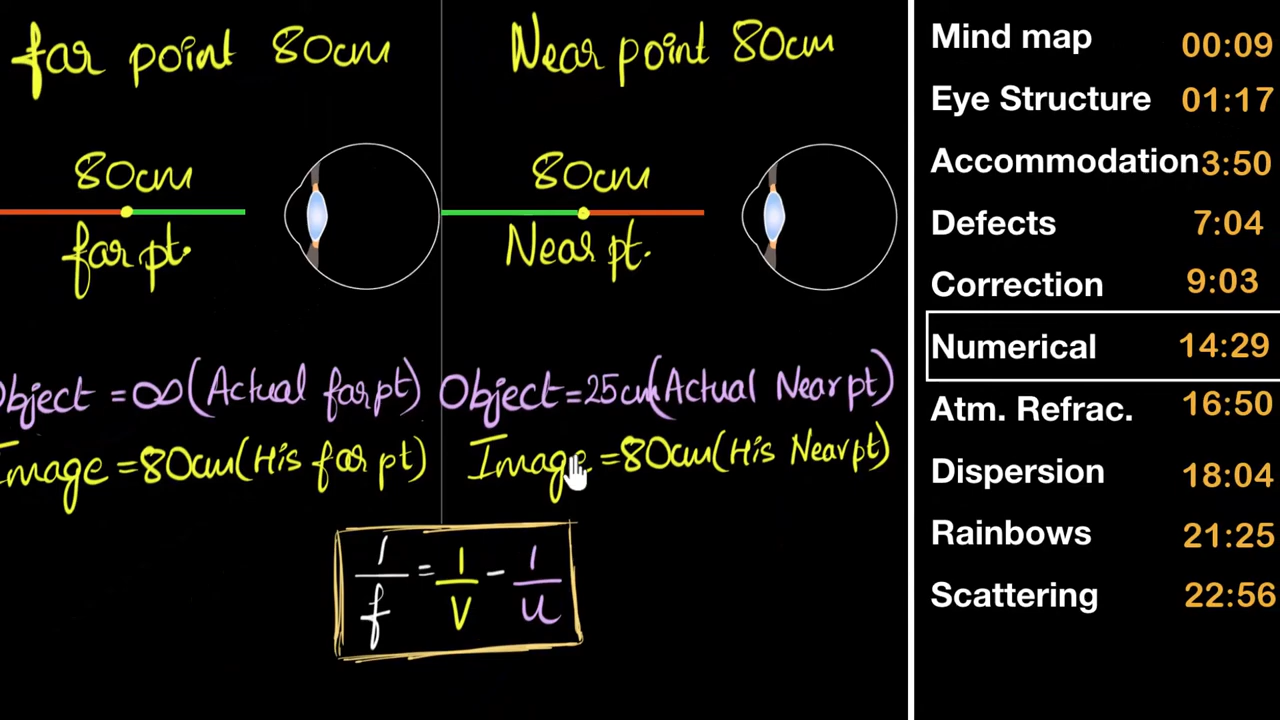 far point 80cm
80cm
far pt.
Object = ∞ (Actual far pt)
Image = 80cm (His far pt)
Near point 80cm
80cm
Near pt.
Object = 25cm (Actual Near pt)
Image = 80cm (His Near pt)
1/f = 1/v - 1/u
Mind map 00:09
Eye Structure 01:17
Accommodation 3:50
Defects 7:04
Correction 9:03
Numerical 14:29
Atm. Refrac. 16:50
Dispersion 18:04
Rainbows 21:25
Scattering 22:56